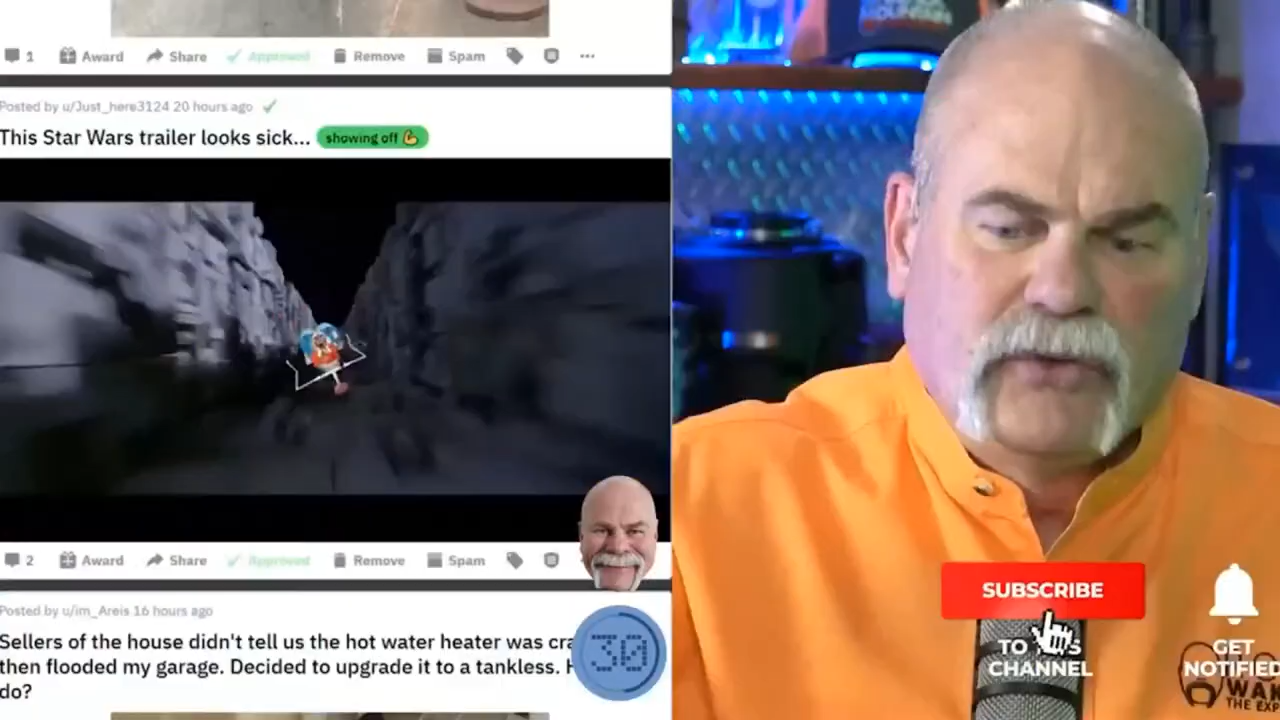 1 Award Share Approved Remove Spam ...
Posted by u/Just_here3124 20 hours ago
This Star Wars trailer looks sick... showing off 💪
2 Award Share Approved Remove Spam
Posted by u/im_Areis 16 hours ago
Sellers of the house didn't tell us the hot water heater was
then flooded my garage. Decided to upgrade it to a tankless.
do?
30
SUBSCRIBE
TO THIS
CHANNEL
GET
NOTIFIED
THE